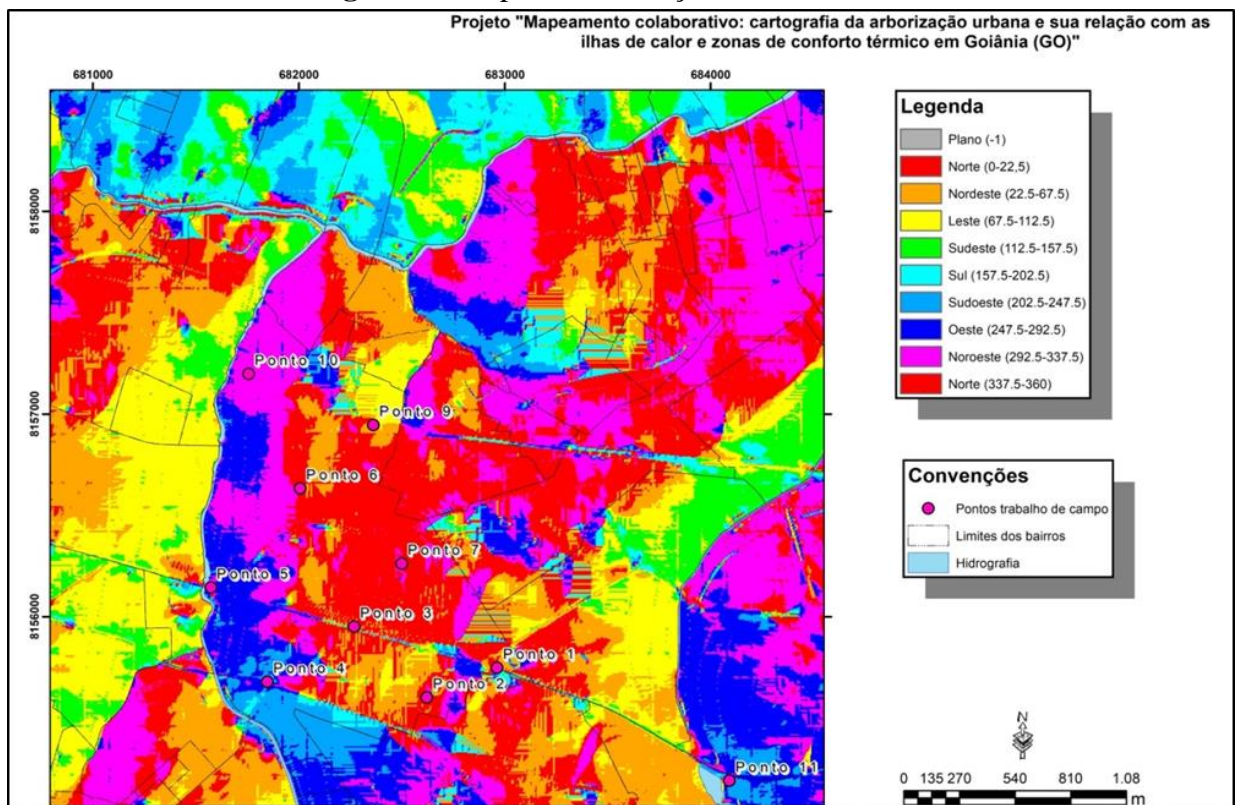 Projeto "Mapeamento colaborativo: cartografia da arborização urbana e sua relação com as
ilhas de calor e zonas de conforto térmico em Goiânia (GO)"
681000 682000 683000 684000
8158000
8157000
8156000
Ponto 10
Ponto 9
Ponto 6
Ponto 7
Ponto 5
Ponto 3
Ponto 1
Ponto 4
Ponto 2
Ponto 11
Legenda
Plano (-1)
Norte (0-22,5)
Nordeste (22.5-67.5)
Leste (67.5-112.5)
Sudeste (112.5-157.5)
Sul (157.5-202.5)
Sudoeste (202.5-247.5)
Oeste (247.5-292.5)
Noroeste (292.5-337.5)
Norte (337.5-360)
Convenções
Pontos trabalho de campo
Limites dos bairros
Hidrografia
N
0 135 270 540 810 1.08
m